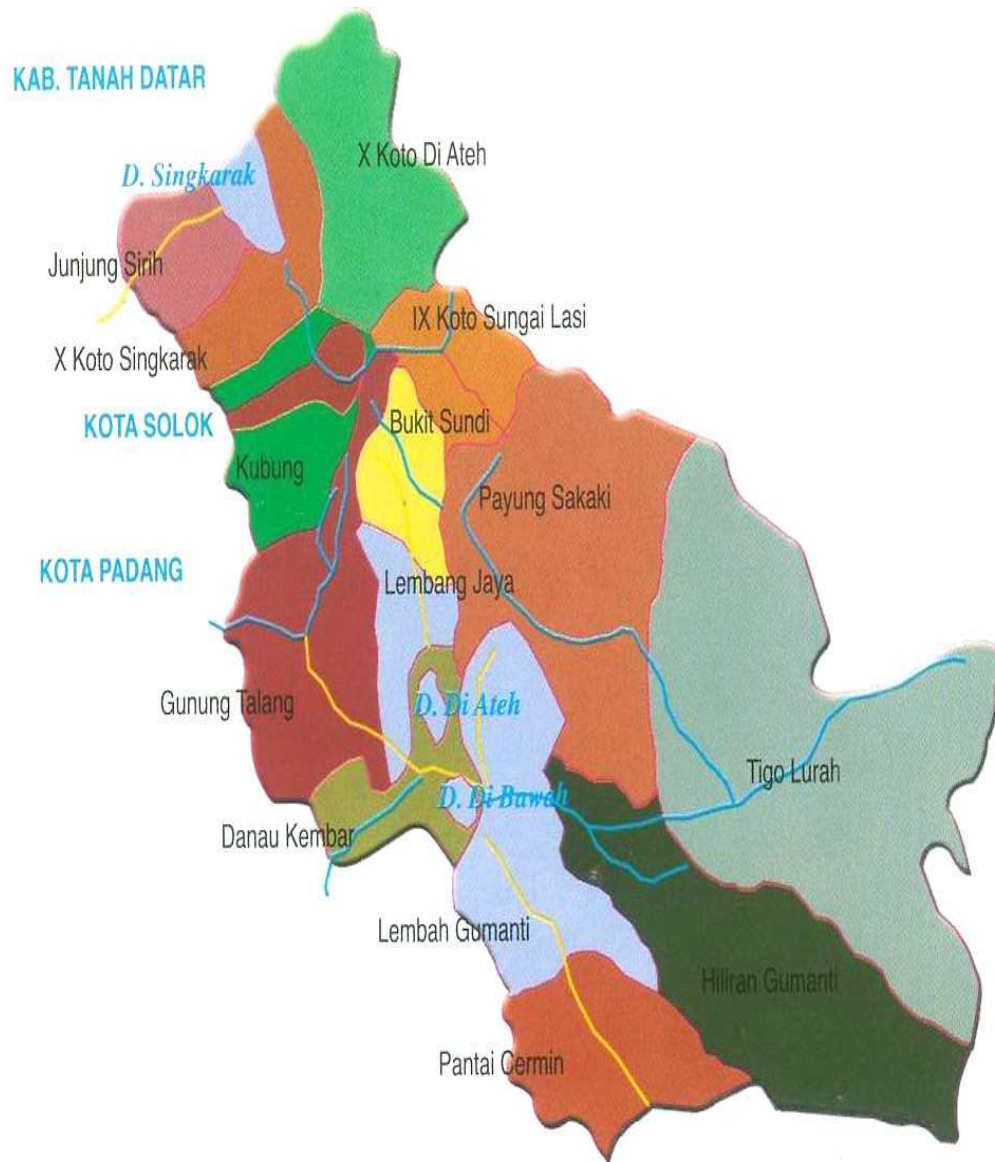 KAB. TANAH DATAR
X Koto Di Ateh
D. Singkarak
Junjung Sirih
IX Koto Sungai Lasi
X Koto Singkarak
KOTA SOLOK
Bukit Sundi
Kubung
Payung Sakaki
KOTA PADANG
Lembang Jaya
Gunung Talang
D. Di Ateh
Tigo Lurah
D. Di Bawah
Danau Kembar
Lembah Gumanti
Hiliran Gumanti
Pantai Cermin